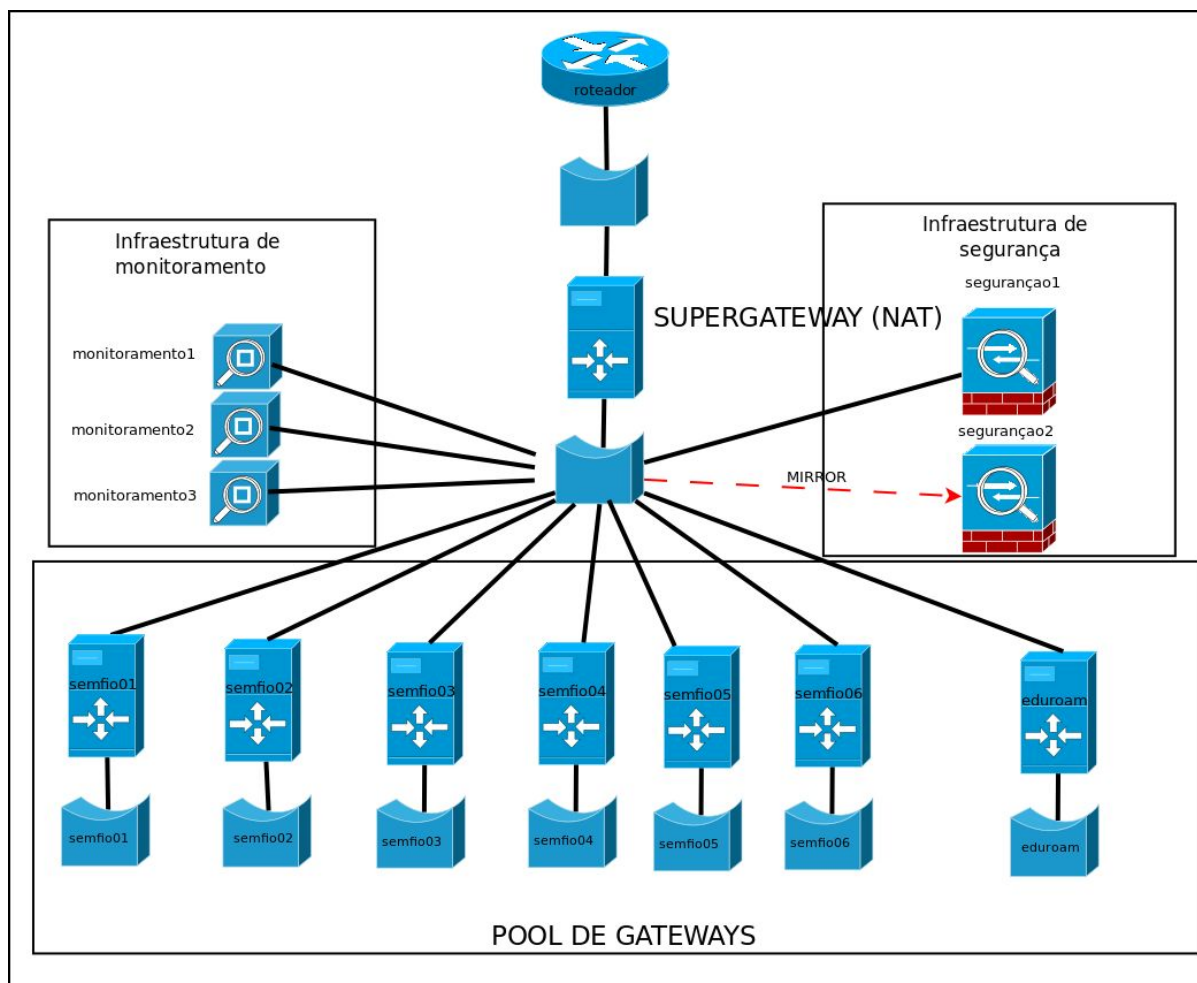 roteador
Infraestrutura de
monitoramento
Infraestrutura de
segurança
segurançao1
SUPERGATEWAY (NAT)
monitoramento1
monitoramento2
segurançao2
MIRROR
monitoramento3
semfio01
semfio02
semfio03
semfio04
semfio05
semfio06
eduroam
semfio01
semfio02
semfio03
semfio04
semfio05
semfio06
eduroam
POOL DE GATEWAYS